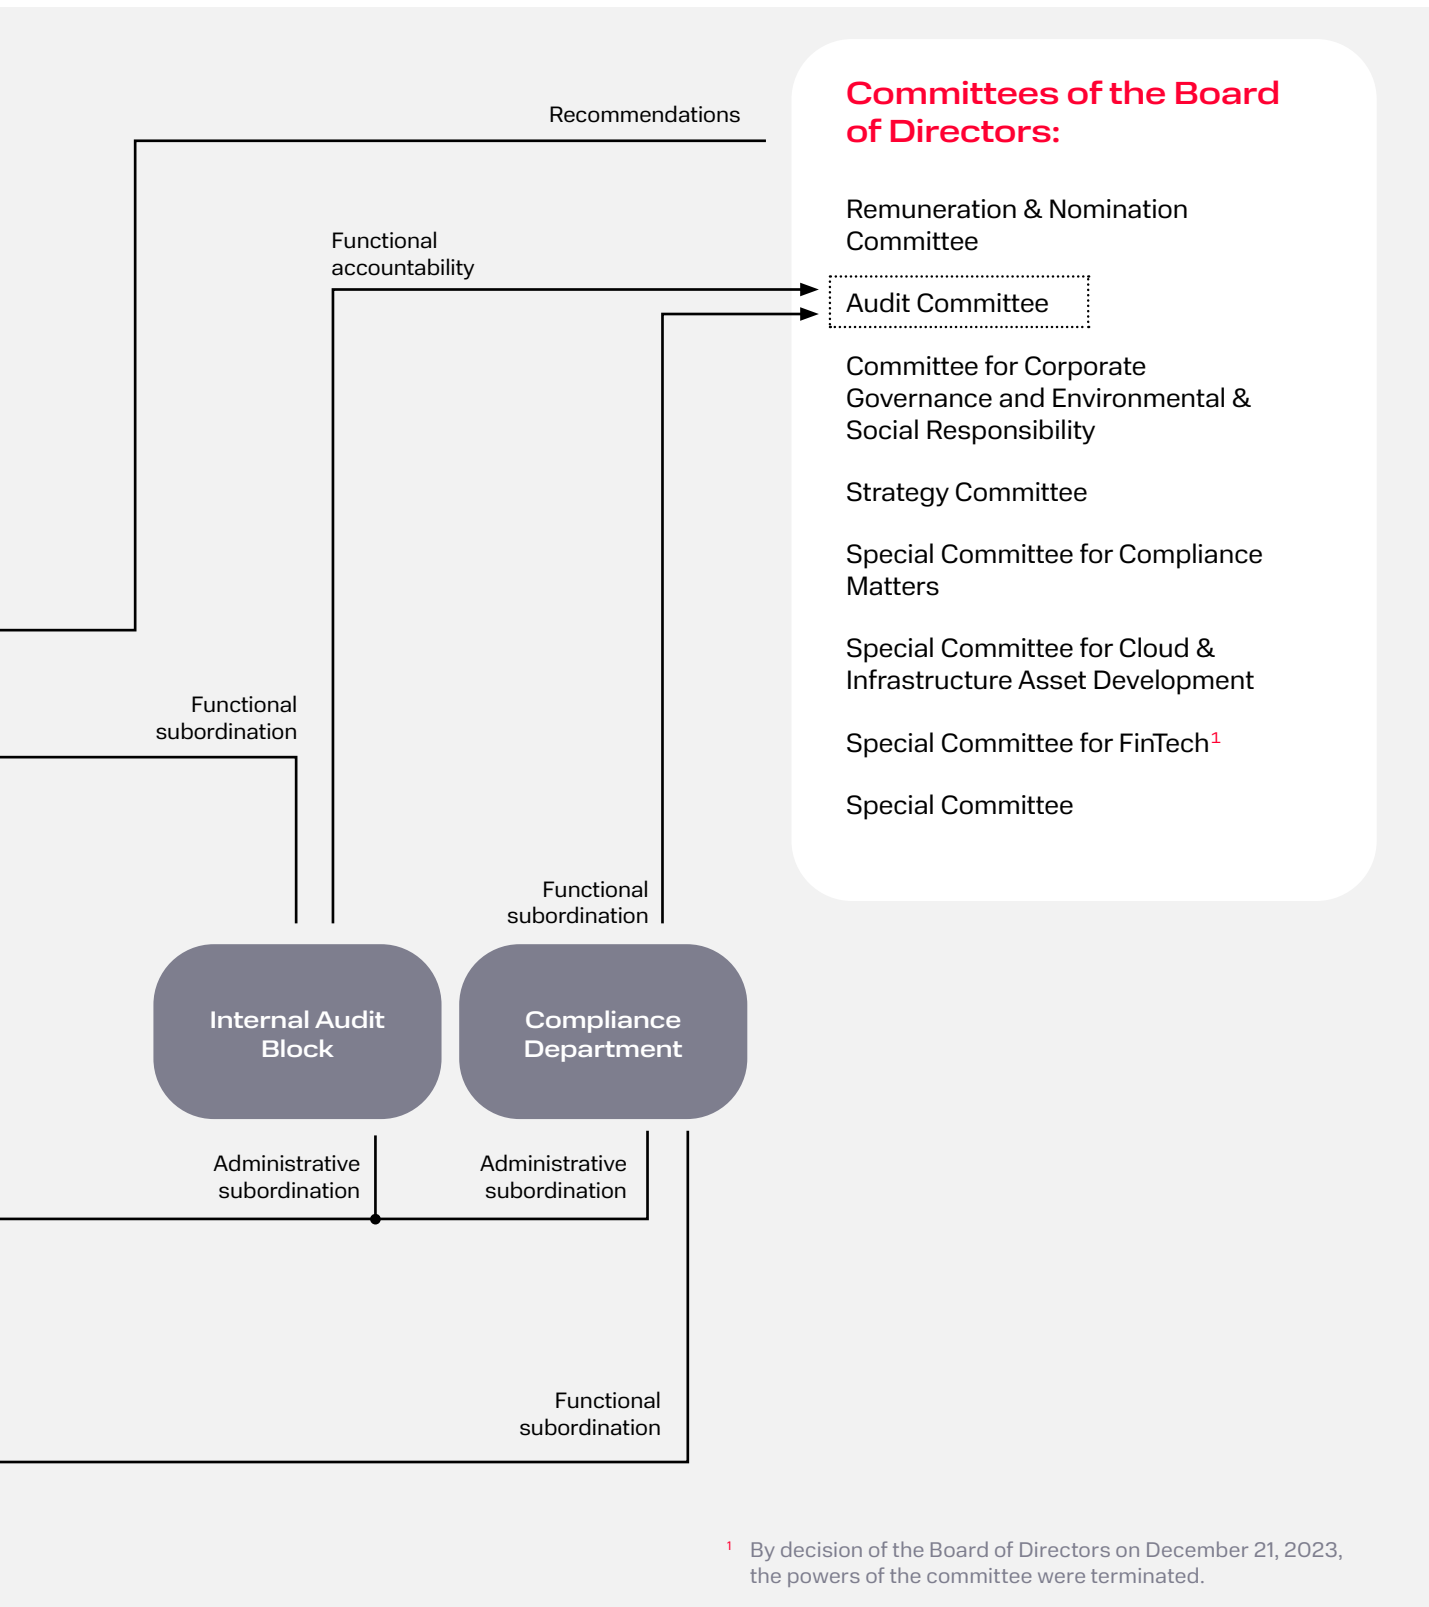 Recommendations
Committees of the Board
of Directors:
Remuneration & Nomination
Committee
Audit Committee
Committee for Corporate
Governance and Environmental &
Social Responsibility
Strategy Committee
Special Committee for Compliance
Matters
Special Committee for Cloud &
Infrastructure Asset Development
Special Committee for FinTech¹
Special Committee
Functional
accountability
Functional
subordination
Functional
subordination
Internal Audit
Block
Compliance
Department
Administrative
subordination
Administrative
subordination
Functional
subordination
¹ By decision of the Board of Directors on December 21, 2023,
the powers of the committee were terminated.